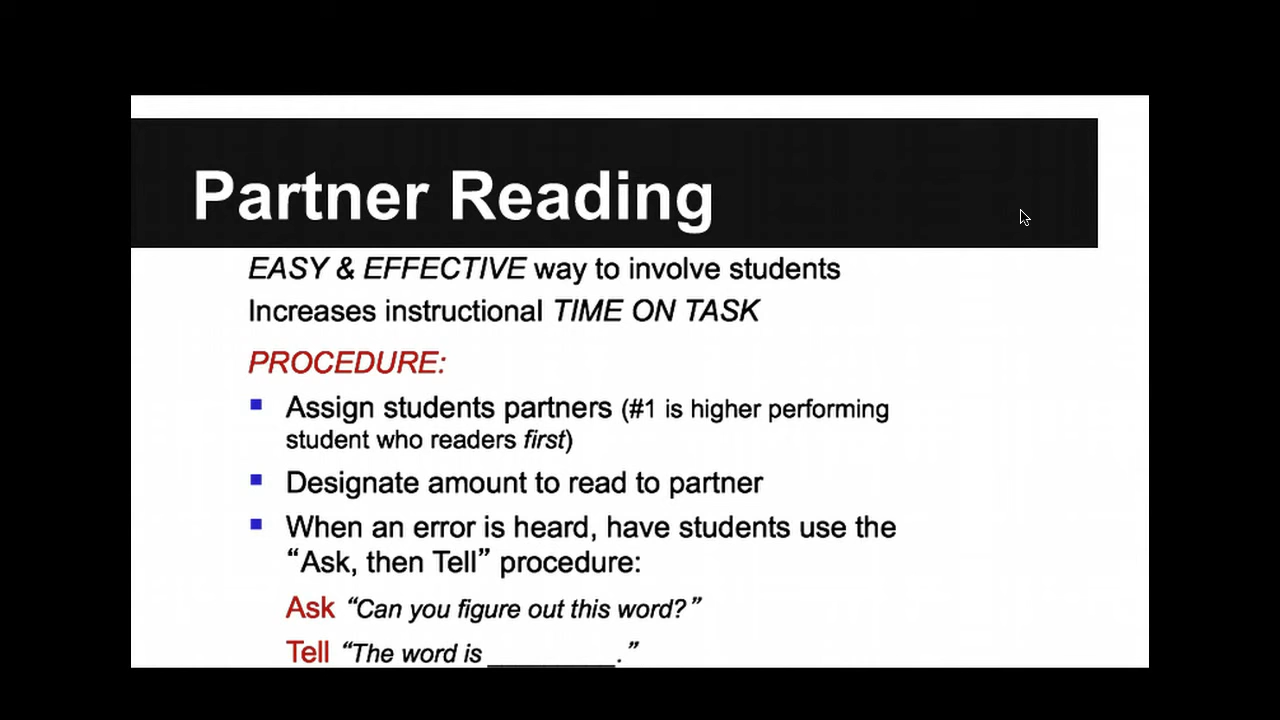 Partner Reading
EASY & EFFECTIVE way to involve students
Increases instructional TIME ON TASK
PROCEDURE:
Assign students partners (#1 is higher performing
student who readers first)
Designate amount to read to partner
When an error is heard, have students use the
“Ask, then Tell” procedure:
Ask “Can you figure out this word?”
Tell “The word is _________.”